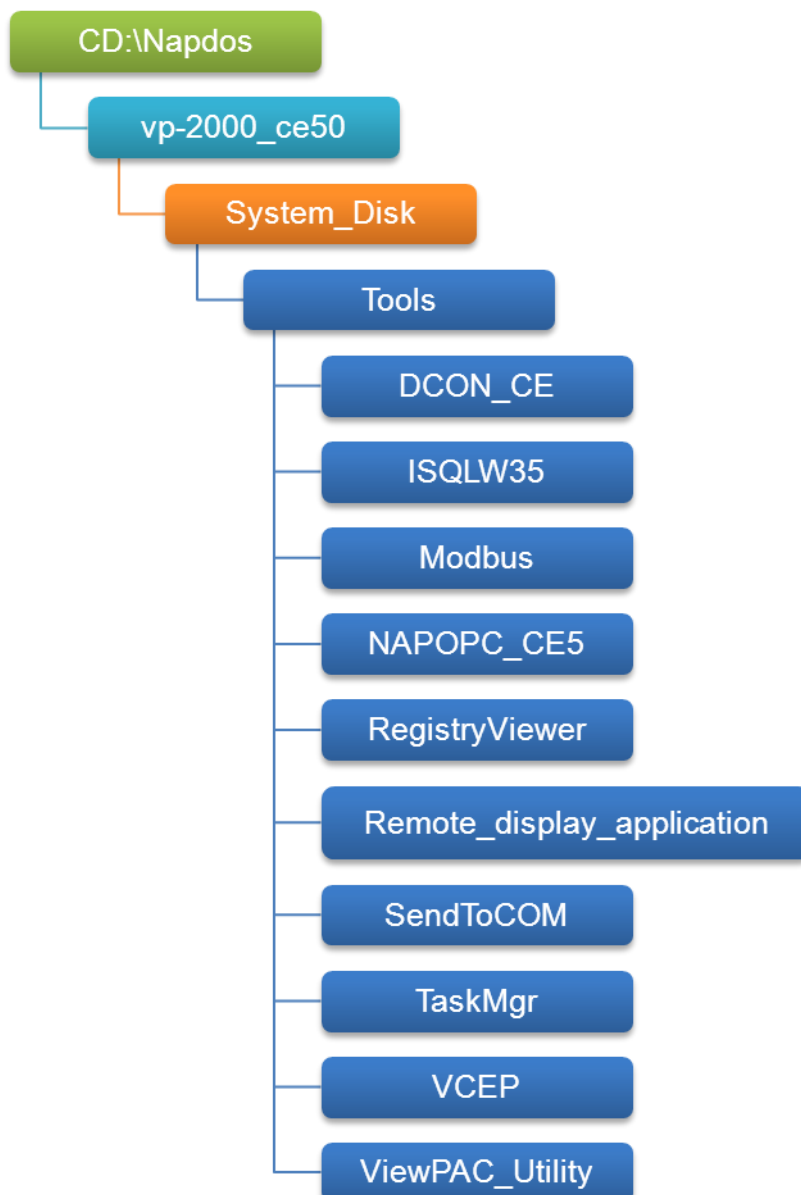 CD:\Napdos
vp-2000_ce50
System_Disk
Tools
DCON_CE
ISQLW35
Modbus
NAPOPC_CE5
RegistryViewer
Remote_display_application
SendToCOM
TaskMgr
VCEP
ViewPAC_Utility